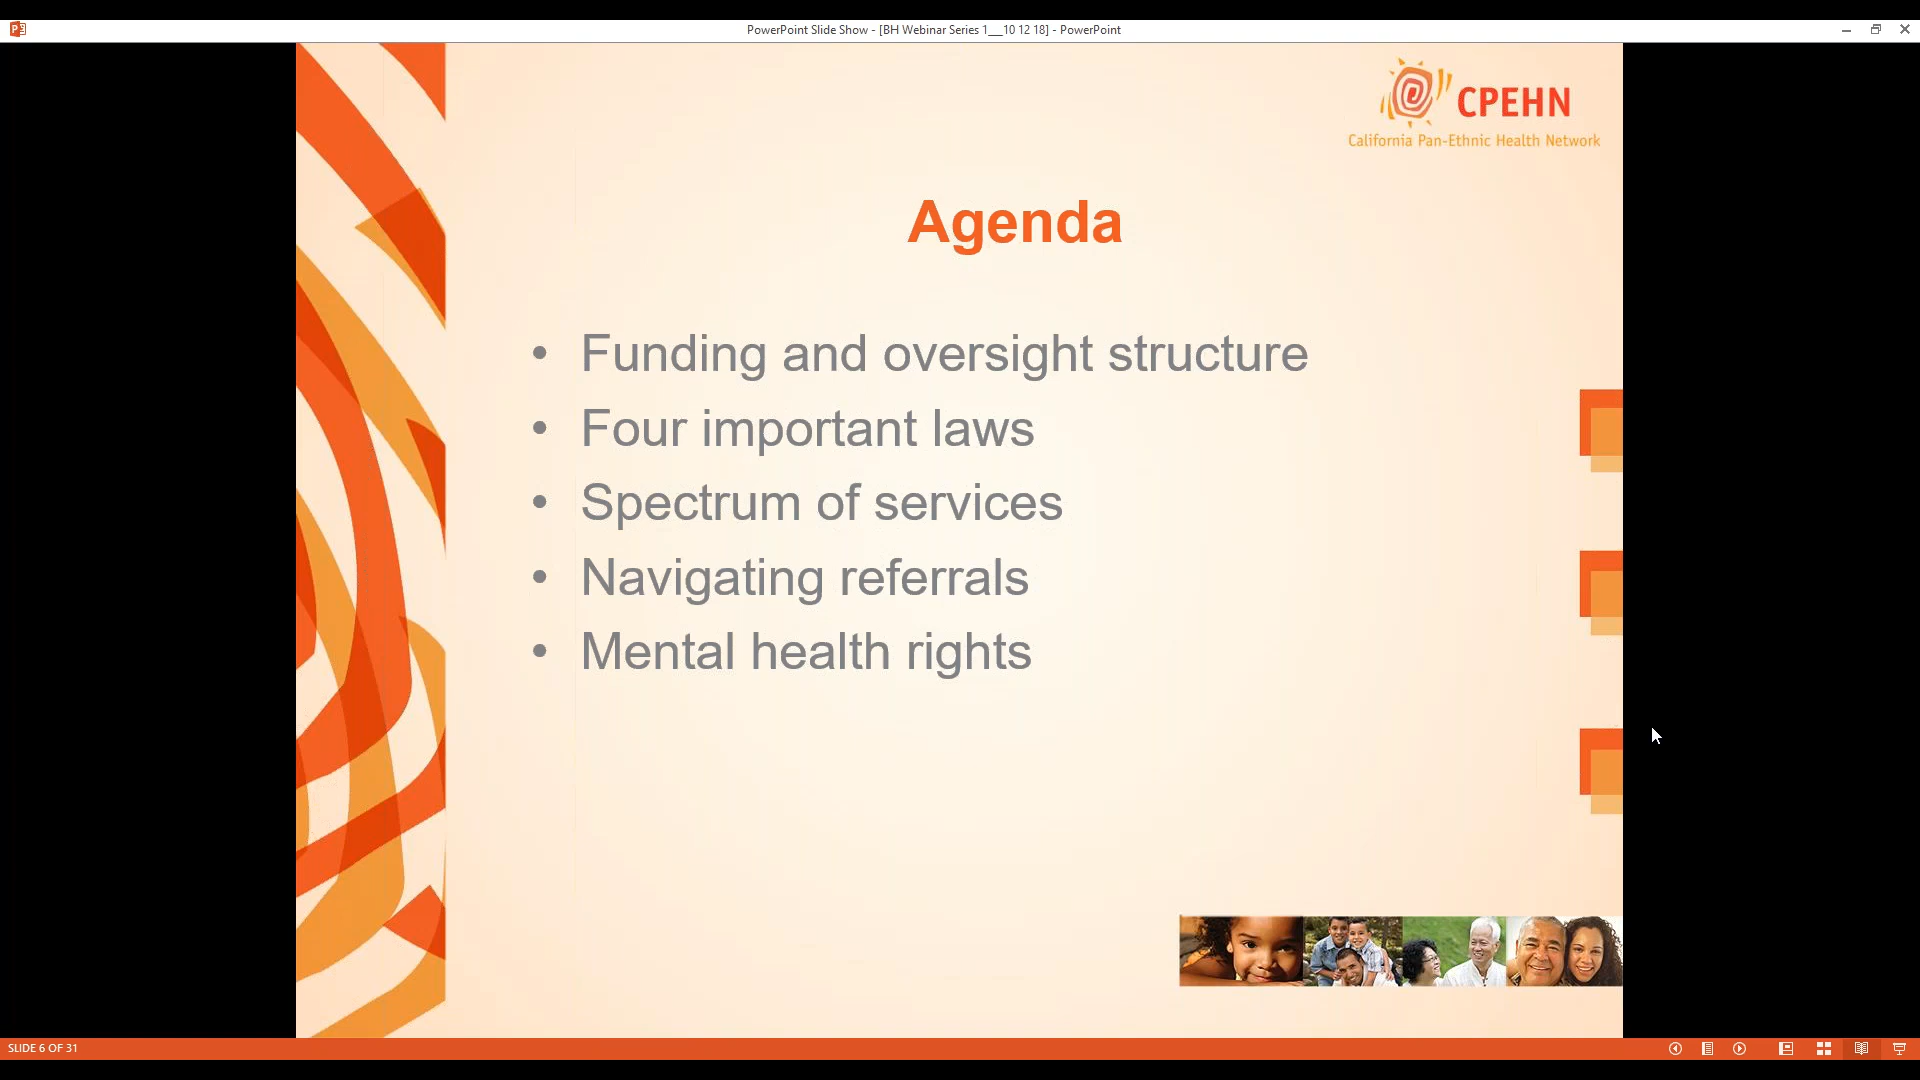 PowerPoint Slide Show - [BH Webinar Series 1___10 12 18] - PowerPoint
CPEHN
California Pan-Ethnic Health Network
Agenda
• Funding and oversight structure
• Four important laws
• Spectrum of services
• Navigating referrals
• Mental health rights
SLIDE 6 OF 31